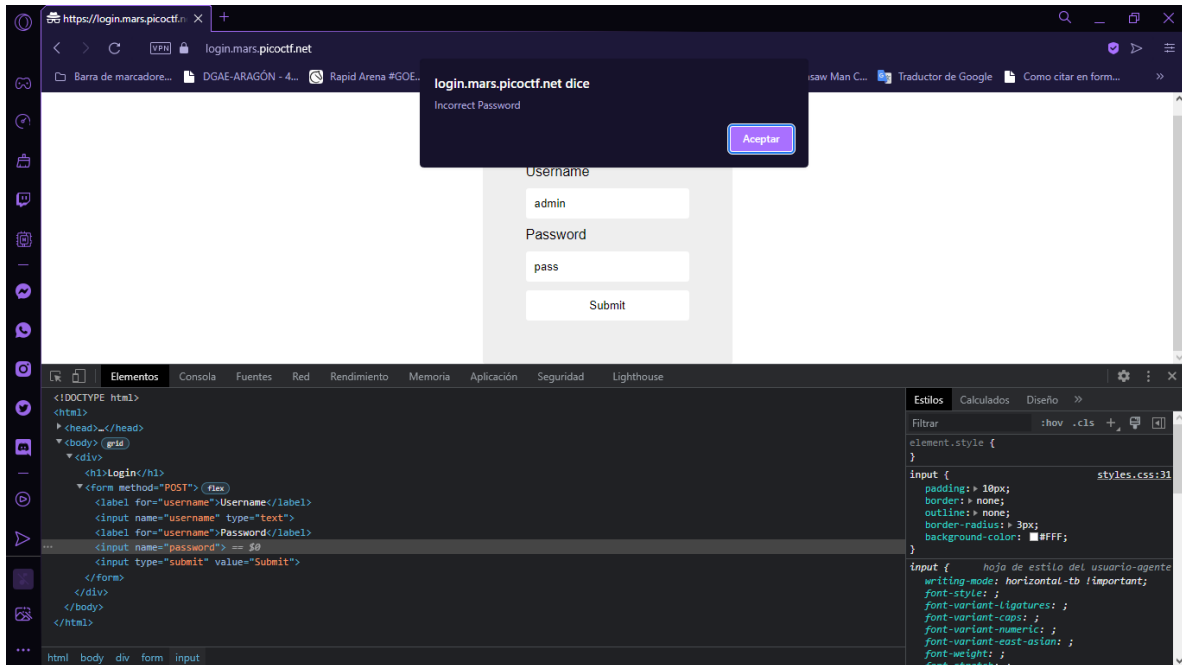 https://login.mars.picoctf.n
VPN login.mars.picoctf.net
Barra de marcadore... DGAE-ARAGÓN - 4... Rapid Arena #GOE... saw Man C... Traductor de Google Como citar en form... »
login.mars.picoctf.net dice
Incorrect Password
Aceptar
Username
admin
Password
pass
Submit
Elementos Consola Fuentes Red Rendimiento Memoria Aplicación Seguridad Lighthouse
<!DOCTYPE html>
<html>
<head>…</head>
<body> grid
<div>
<h1>Login</h1>
<form method="POST"> flex
<label for="username">Username</label>
<input name="username" type="text">
<label for="username">Password</label>
... <input name="password"> == $0
<input type="submit" value="Submit">
</form>
</div>
</body>
</html>
html body div form input
Estilos Calculados Diseño »
Filtrar :hov .cls +
element.style {
}
input { styles.css:31
padding: 10px;
border: none;
outline: none;
border-radius: 3px;
background-color: #FFF;
}
input { hoja de estilo del usuario-agente
writing-mode: horizontal-tb !important;
font-style: ;
font-variant-ligatures: ;
font-variant-caps: ;
font-variant-numeric: ;
font-variant-east-asian: ;
font-weight: ;
font-stretch: ;